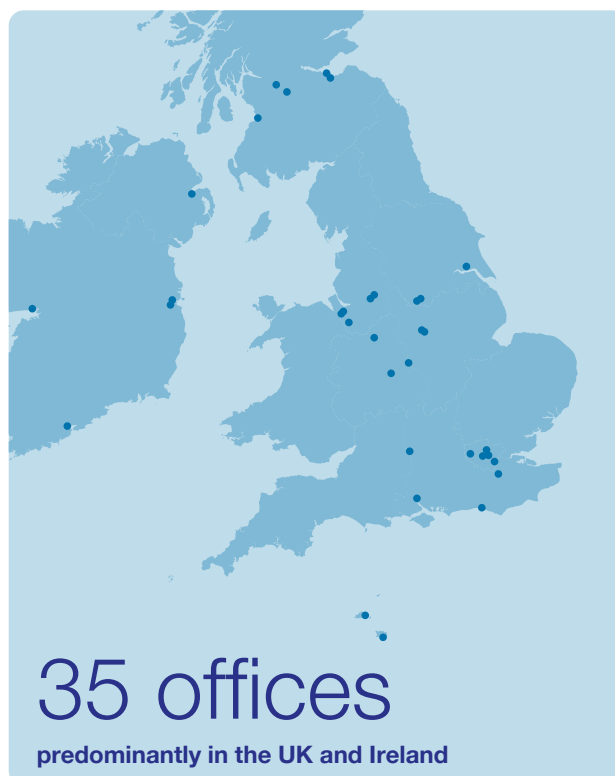 35 offices
predominantly in the UK and Ireland